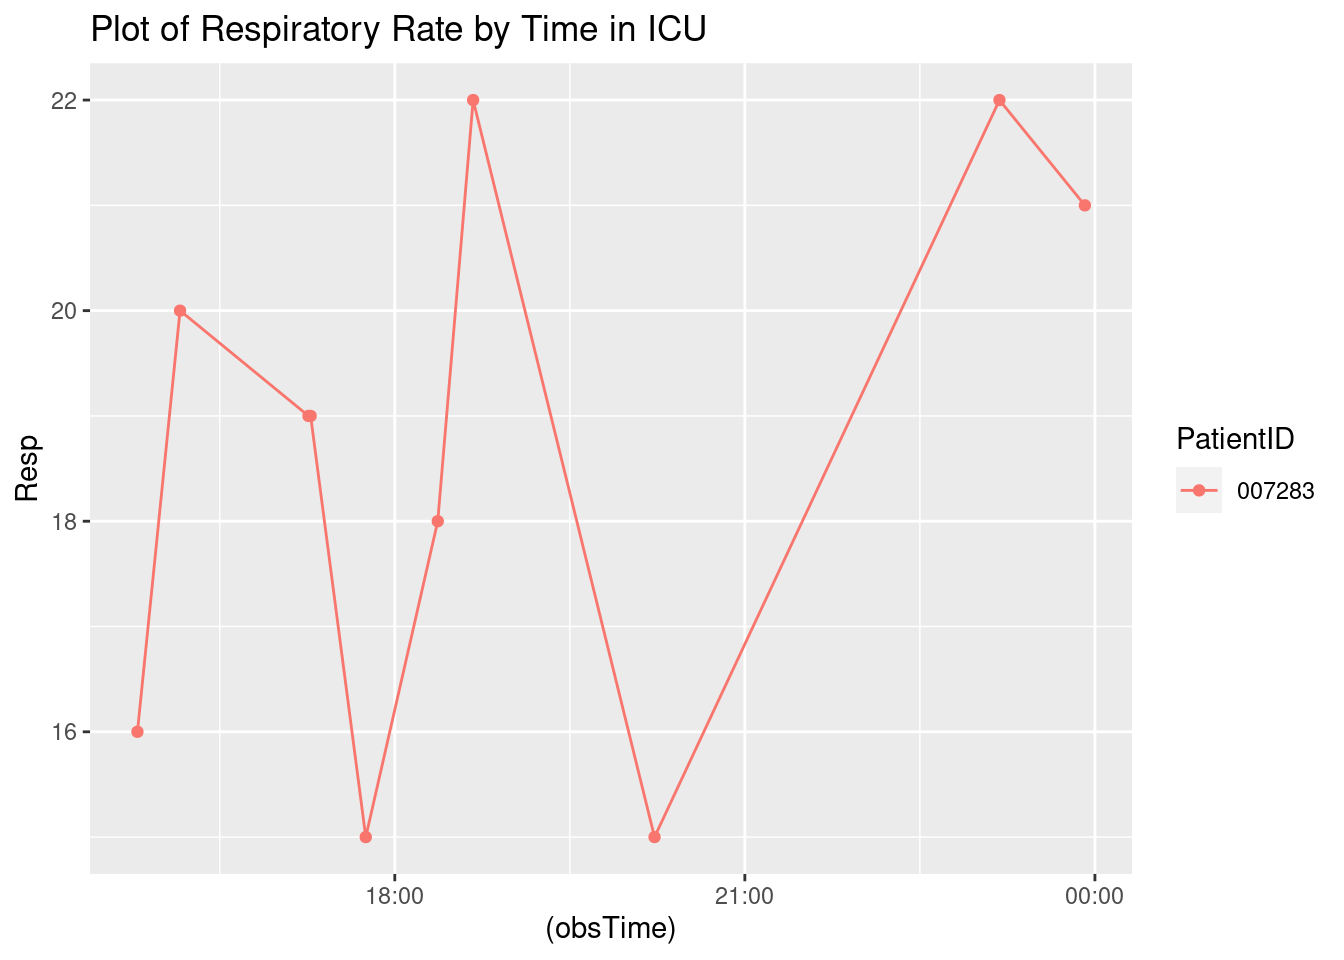 Plot of Respiratory Rate by Time in ICU
22
20
18
16
Resp
18:00
21:00
00:00
(obsTime)
PatientID
007283